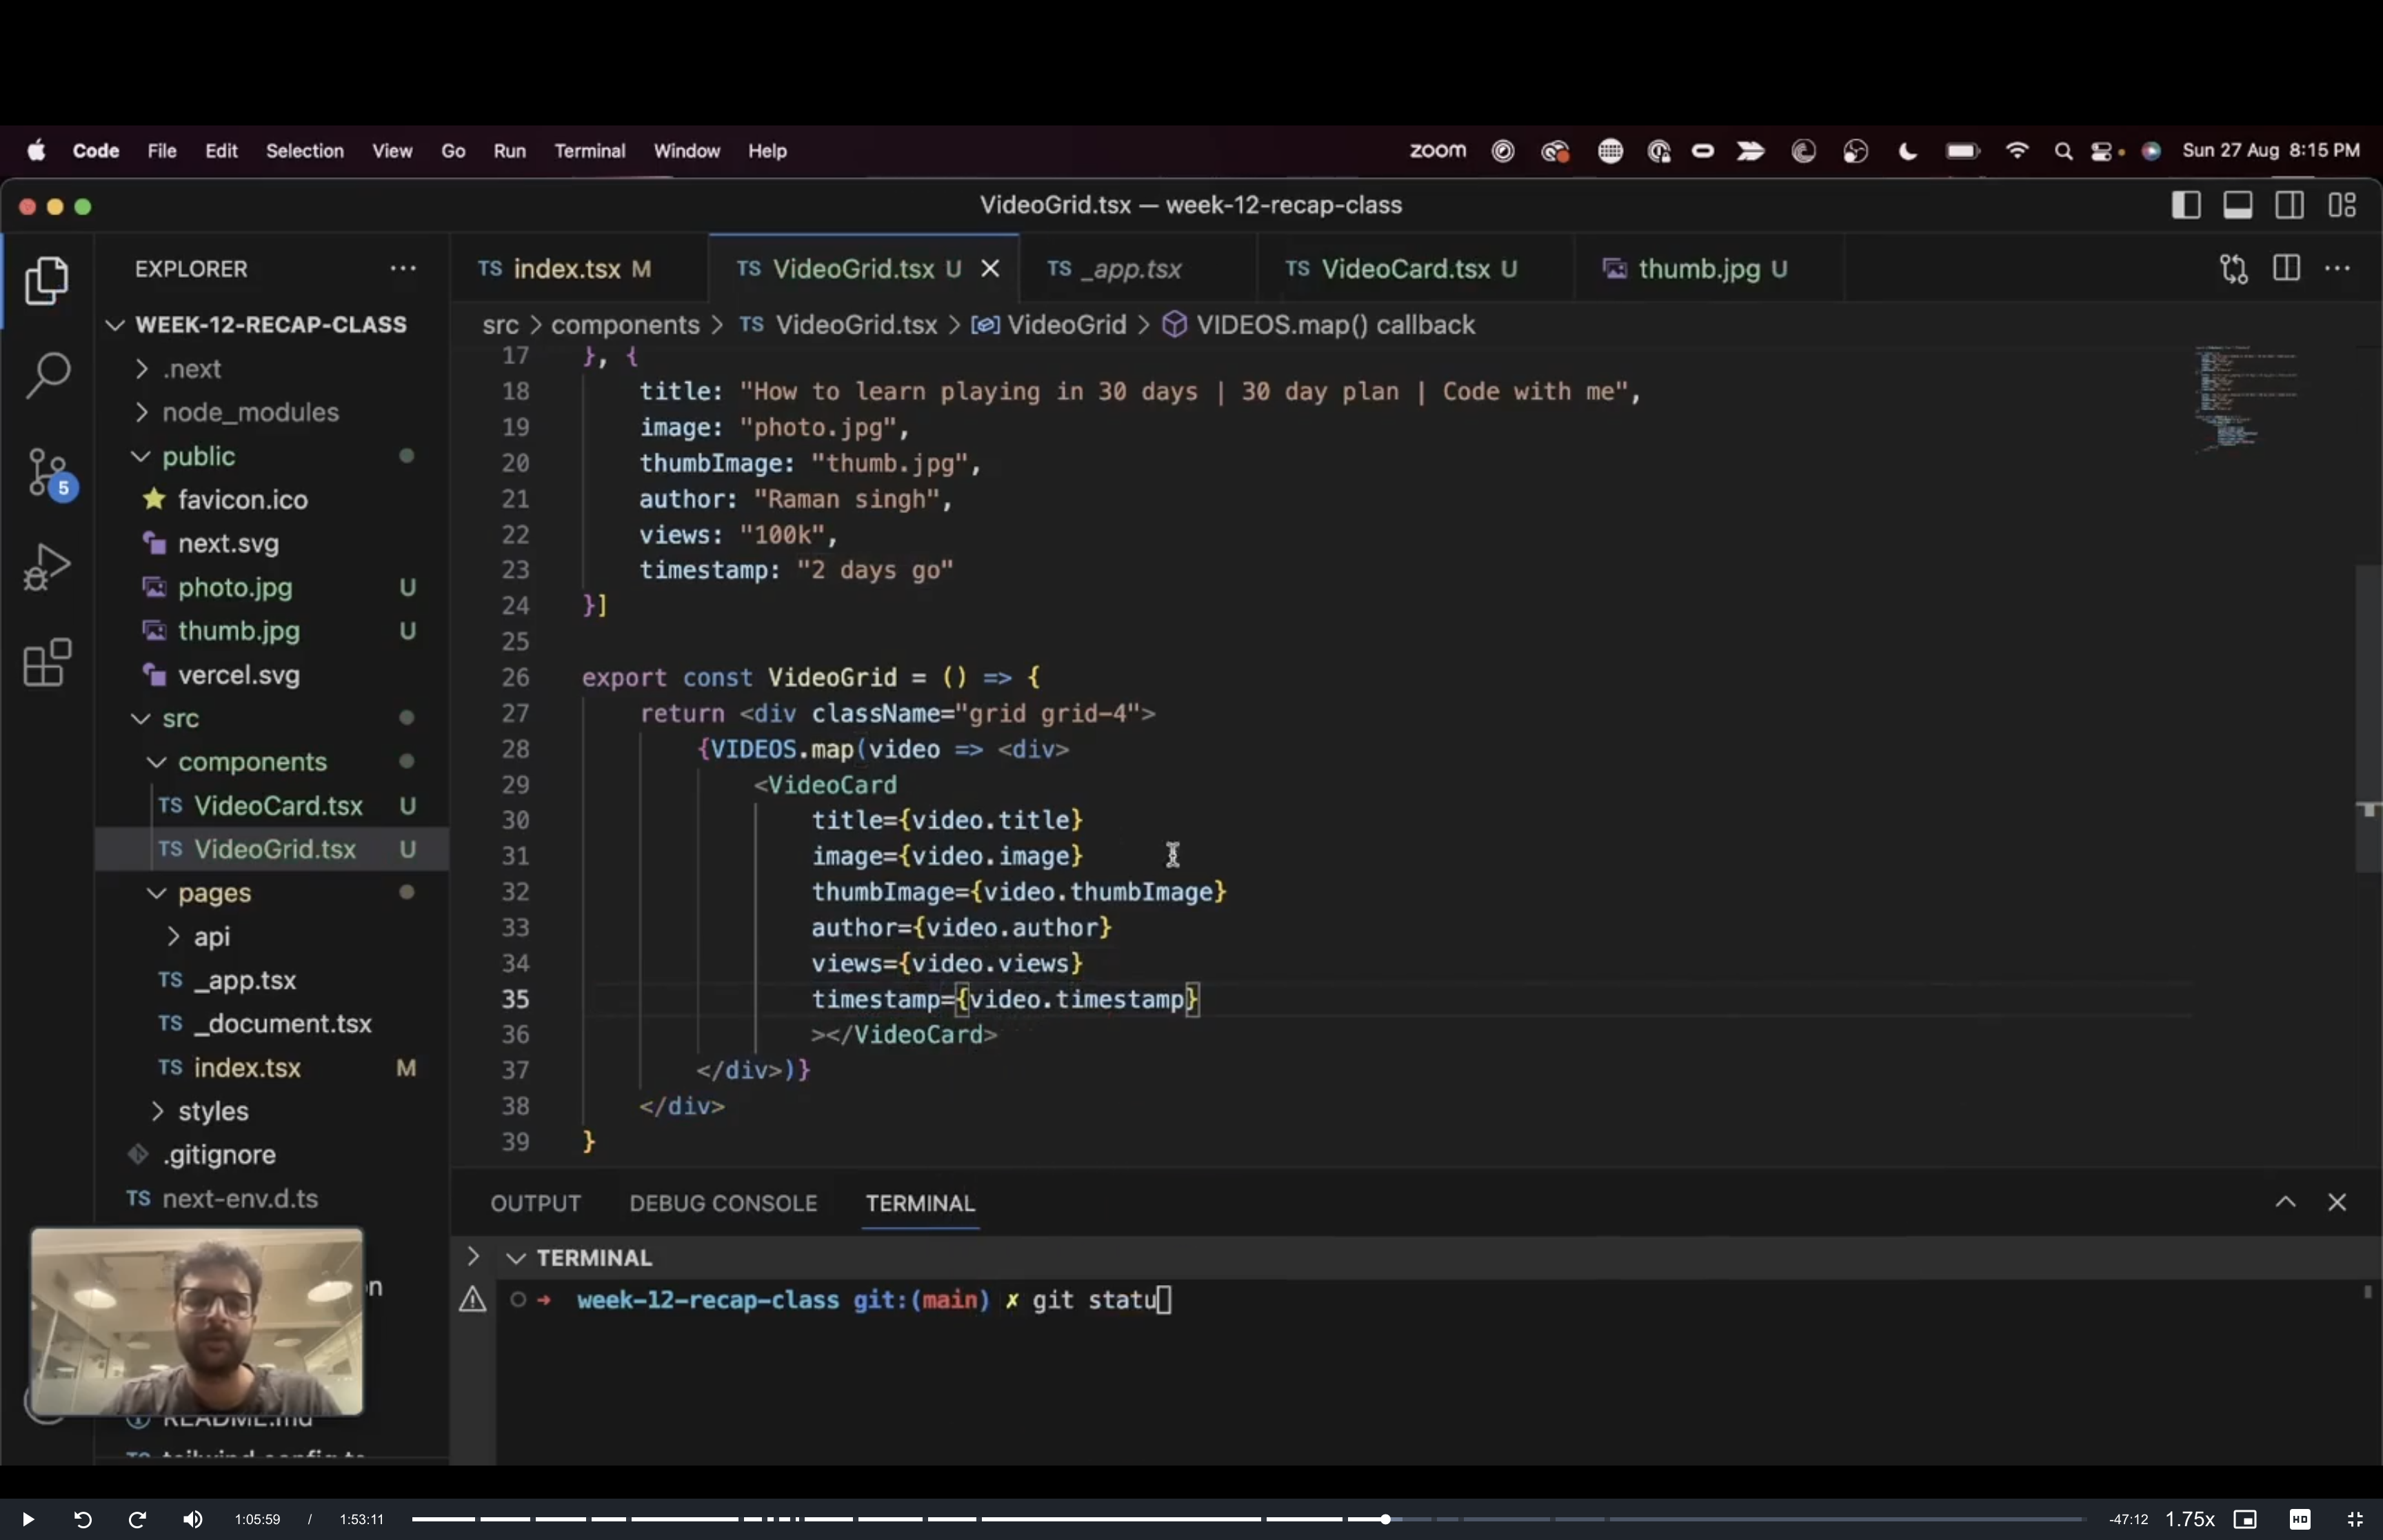 Code File Edit Selection View Go Run Terminal Window Help zoom Sun 27 Aug 8:15 PM
VideoGrid.tsx — week-12-recap-class
EXPLORER
WEEK-12-RECAP-CLASS
.next
node_modules
public
favicon.ico
next.svg
photo.jpg U
thumb.jpg U
vercel.svg
src
components
TS VideoCard.tsx U
TS VideoGrid.tsx U
pages
api
TS _app.tsx
TS _document.tsx
TS index.tsx M
styles
.gitignore
TS next-env.d.ts
README.md
tailwind.config.ts
5
TS index.tsx M TS VideoGrid.tsx U TS _app.tsx TS VideoCard.tsx U thumb.jpg U
src > components > TS VideoGrid.tsx > VideoGrid > VIDEOS.map() callback
17 }, {
18 title: "How to learn playing in 30 days | 30 day plan | Code with me",
19 image: "photo.jpg",
20 thumbImage: "thumb.jpg",
21 author: "Raman singh",
22 views: "100k",
23 timestamp: "2 days go"
24 }]
25
26 export const VideoGrid = () => {
27 return <div className="grid grid-4">
28 {VIDEOS.map(video => <div>
29 <VideoCard
30 title={video.title}
31 image={video.image}
32 thumbImage={video.thumbImage}
33 author={video.author}
34 views={video.views}
35 timestamp={video.timestamp}
36 ></VideoCard>
37 </div>)}
38 </div>
39 }
OUTPUT DEBUG CONSOLE TERMINAL
TERMINAL
week-12-recap-class git:(main) ✗ git statu
1:05:59 / 1:53:11 -47:12 1.75x HD